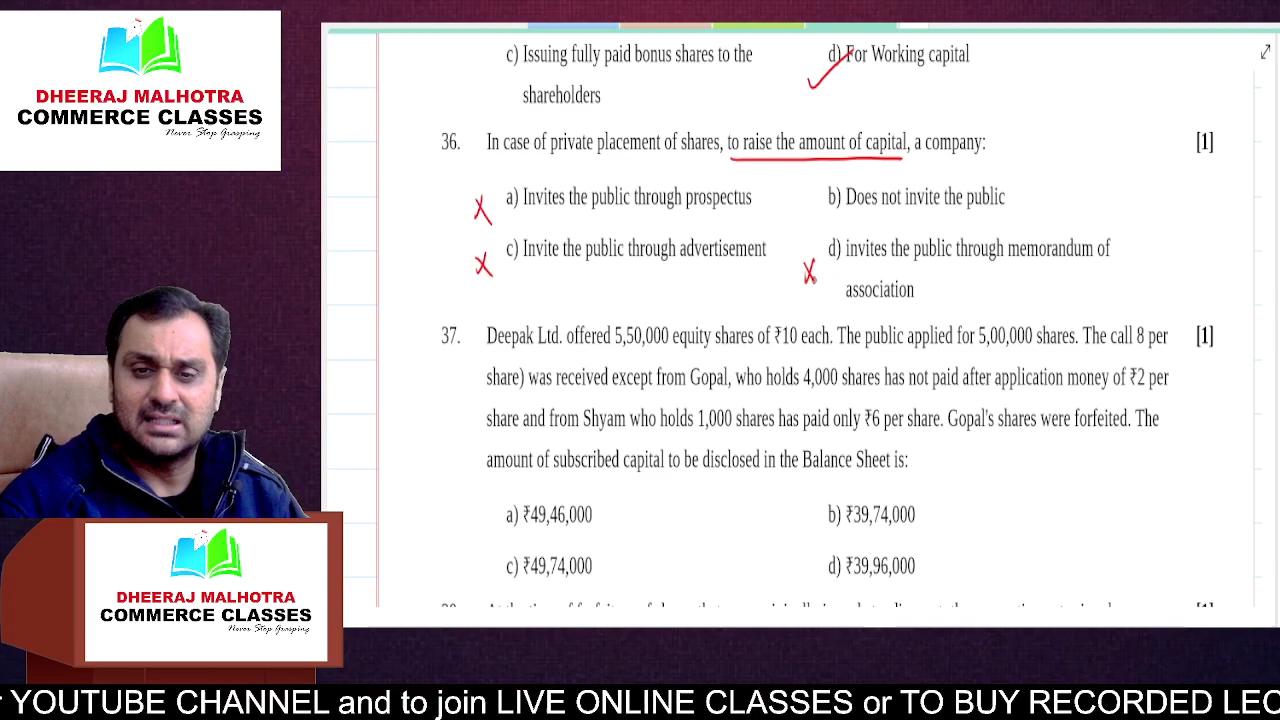 DHEERAJ MALHOTRA
COMMERCE CLASSES
Never Stop Grasping
c) Issuing fully paid bonus shares to the
shareholders
d) For Working capital
36. In case of private placement of shares, to raise the amount of capital, a company: [1]
a) Invites the public through prospectus
b) Does not invite the public
c) Invite the public through advertisement
d) invites the public through memorandum of
association
37. Deepak Ltd. offered 5,50,000 equity shares of ₹10 each. The public applied for 5,00,000 shares. The call 8 per [1]
share) was received except from Gopal, who holds 4,000 shares has not paid after application money of ₹2 per
share and from Shyam who holds 1,000 shares has paid only ₹6 per share. Gopal's shares were forfeited. The
amount of subscribed capital to be disclosed in the Balance Sheet is:
a) ₹49,46,000
b) ₹39,74,000
c) ₹49,74,000
d) ₹39,96,000
DHEERAJ MALHOTRA
COMMERCE CLASSES
Never Stop Grasping
YOUTUBE CHANNEL and to join LIVE ONLINE CLASSES or TO BUY RECORDED LEC